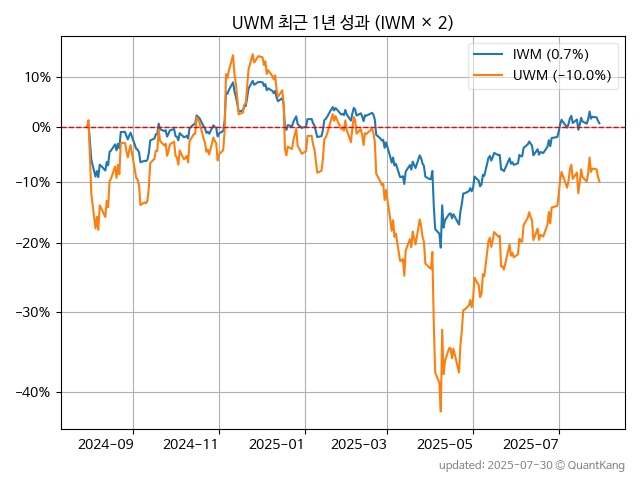 UWM 최근 1년 성과 (IWM × 2)
IWM (0.7%)
UWM (−10.0%)
10%
0%
−10%
−20%
−30%
−40%
2024-09 2024-11 2025-01 2025-03 2025-05 2025-07
updated: 2025-07-30 © QuantKang